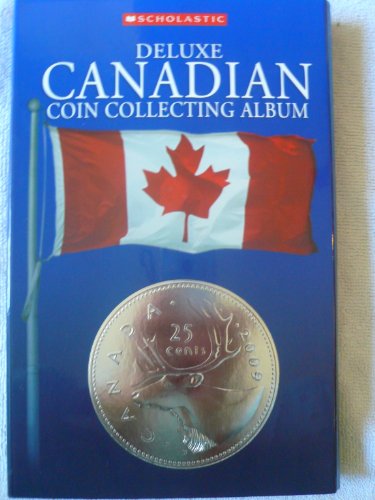 SCHOLASTIC
DELUXE
CANADIAN
COIN COLLECTING ALBUM
CANADA
25
cents
2009